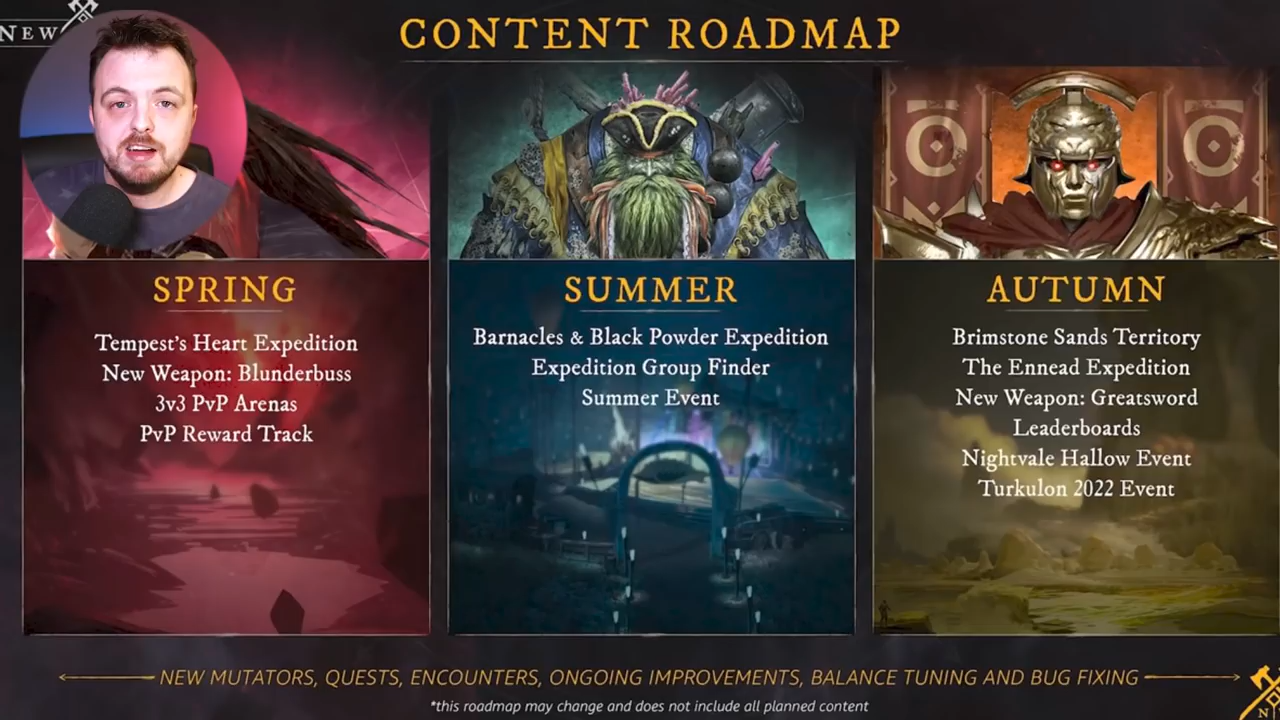 NEW
CONTENT ROADMAP
SPRING
Tempest's Heart Expedition
New Weapon: Blunderbuss
3v3 PvP Arenas
PvP Reward Track
SUMMER
Barnacles & Black Powder Expedition
Expedition Group Finder
Summer Event
AUTUMN
Brimstone Sands Territory
The Ennead Expedition
New Weapon: Greatsword
Leaderboards
Nightvale Hallow Event
Turkulon 2022 Event
NEW MUTATORS, QUESTS, ENCOUNTERS, ONGOING IMPROVEMENTS, BALANCE TUNING AND BUG FIXING
*this roadmap may change and does not include all planned content
N